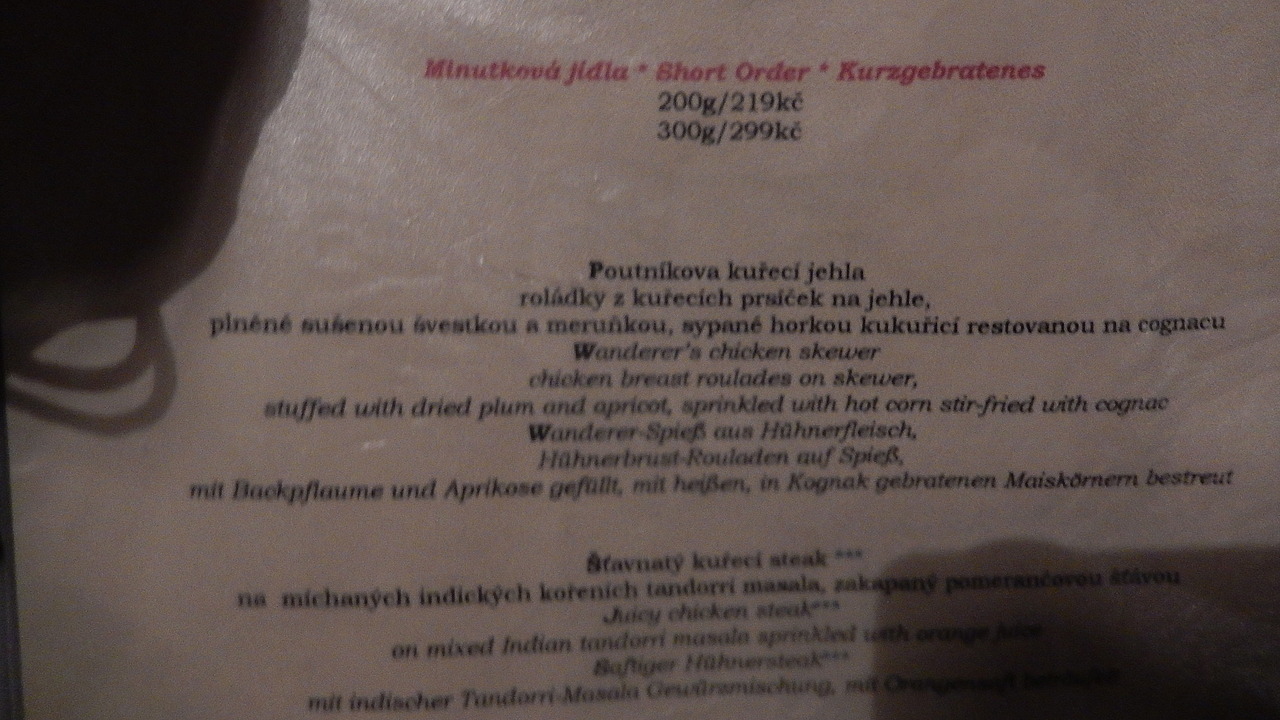 Minutková jídla * Short Order * Kurzgebratenes
200g/219kč
300g/299kč
Poutníkova kuřecí jehla
roládky z kuřecích prsíček na jehle,
plněné sušenou švestkou a meruňkou, sypané horkou kukuřicí restovanou na cognacu
Wanderer's chicken skewer
chicken breast roulades on skewer,
stuffed with dried plum and apricot, sprinkled with hot corn stir-fried with cognac
Wanderer-Spieß aus Hühnerfleisch,
Hühnerbrust-Rouladen auf Spieß,
mit Backpflaume und Aprikose gefüllt, mit heißen, in Kognak gebratenen Maiskörnern bestreut
Šťavnatý kuřecí steak ***
na míchaných indických kořeních tandorri masala, zakapaný pomerančovou šťávou
Juicy chicken steak***
on mixed Indian tandorri masala sprinkled with orange juice
Saftiger Hühnersteak***
mit indischer Tandorri-Masala Gewürzmischung, mit Orangensaft